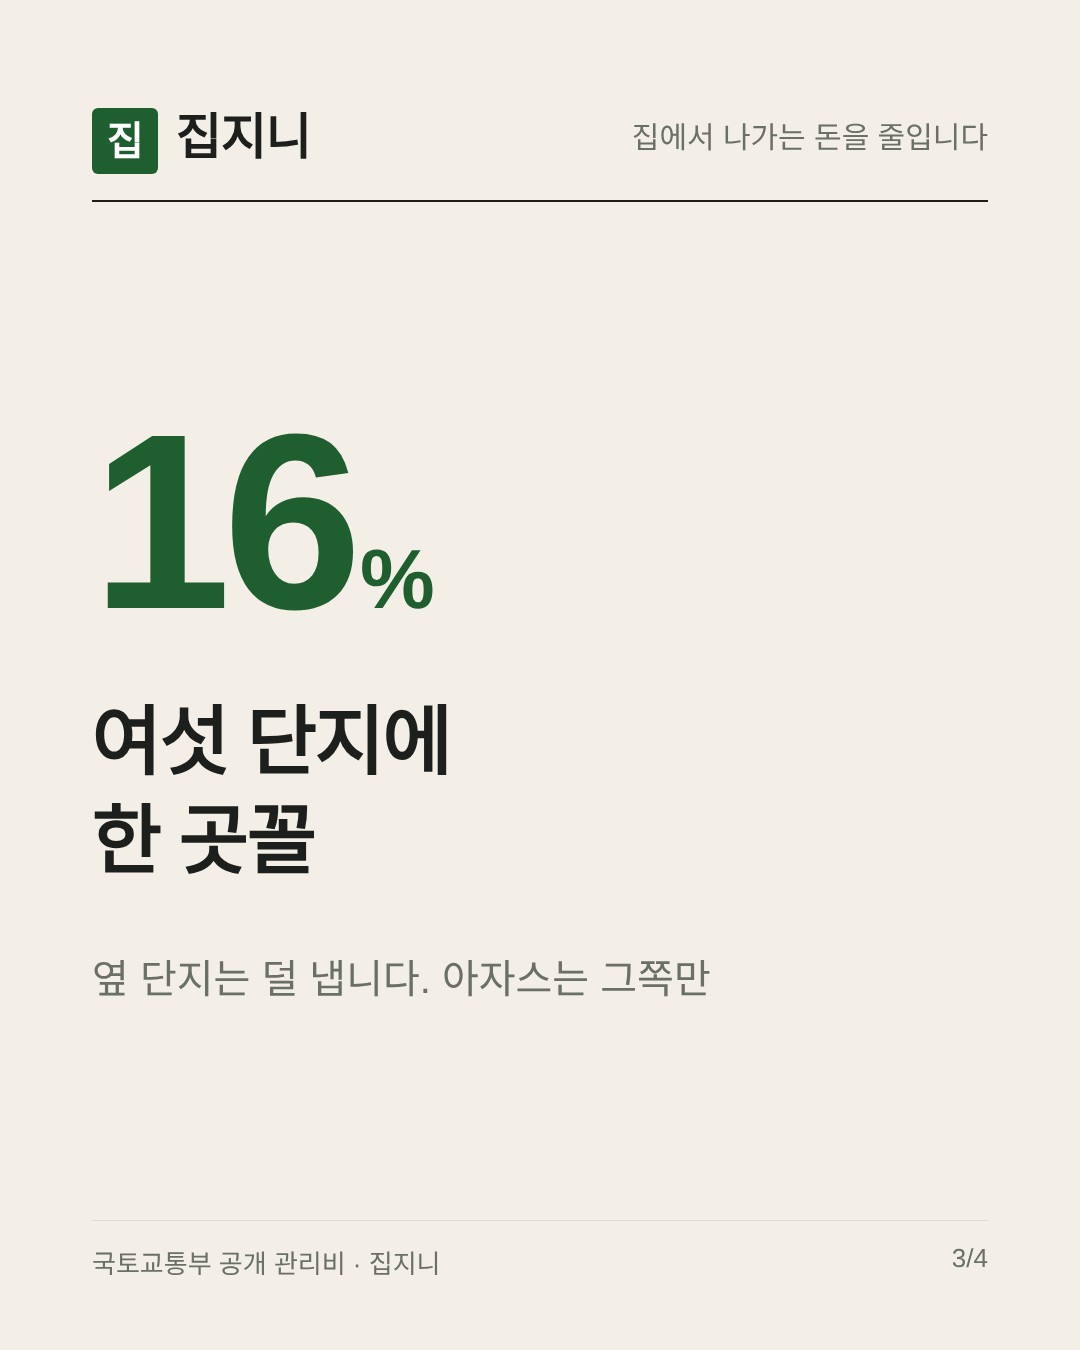 집 집지니
집에서 나가는 돈을 줄입니다
16%
여섯 단지에
한 곳꼴
옆 단지는 덜 냅니다. 아자스는 그쪽만
국토교통부 공개 관리비 · 집지니
3/4